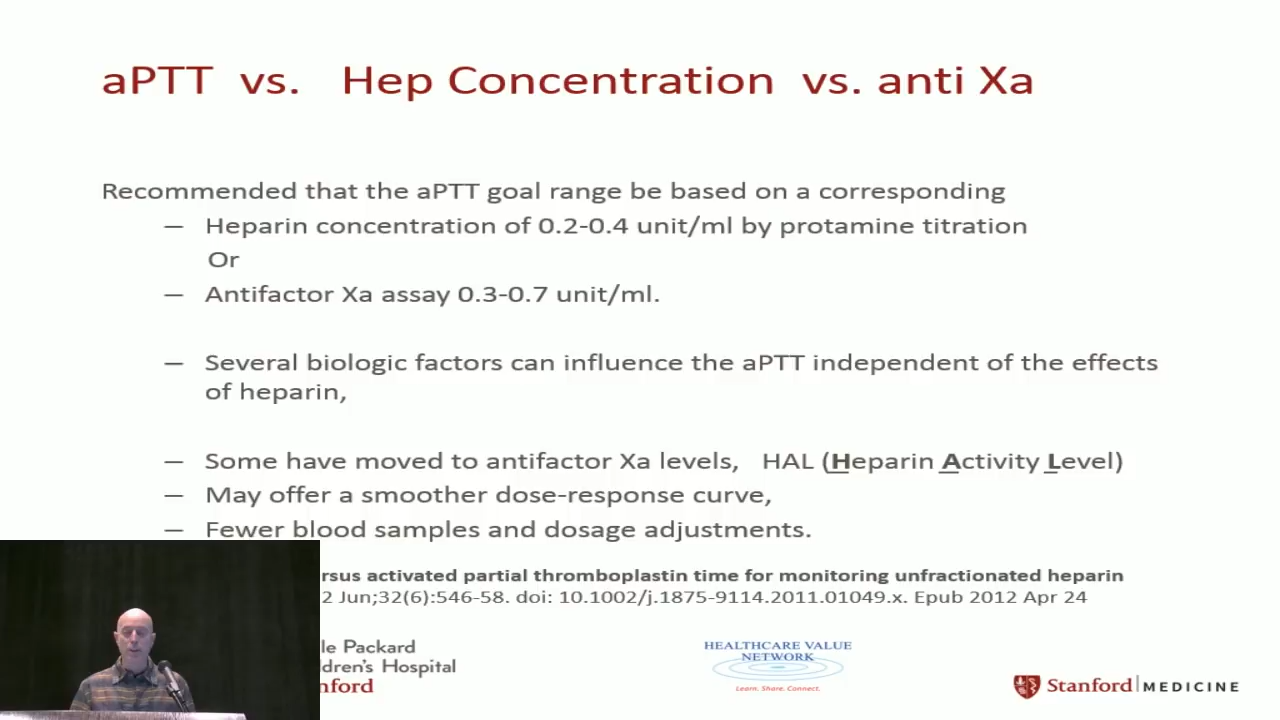 aPTT vs. Hep Concentration vs. anti Xa
Recommended that the aPTT goal range be based on a corresponding
— Heparin concentration of 0.2-0.4 unit/ml by protamine titration
Or
— Antifactor Xa assay 0.3-0.7 unit/ml.
— Several biologic factors can influence the aPTT independent of the effects
of heparin,
— Some have moved to antifactor Xa levels, HAL (Heparin Activity Level)
— May offer a smoother dose-response curve,
— Fewer blood samples and dosage adjustments.
rsus activated partial thromboplastin time for monitoring unfractionated heparin
2 Jun;32(6):546-58. doi: 10.1002/j.1875-9114.2011.01049.x. Epub 2012 Apr 24
le Packard
dren's Hospital
nford
HEALTHCARE VALUE
NETWORK
Learn. Share. Connect.
Stanford MEDICINE